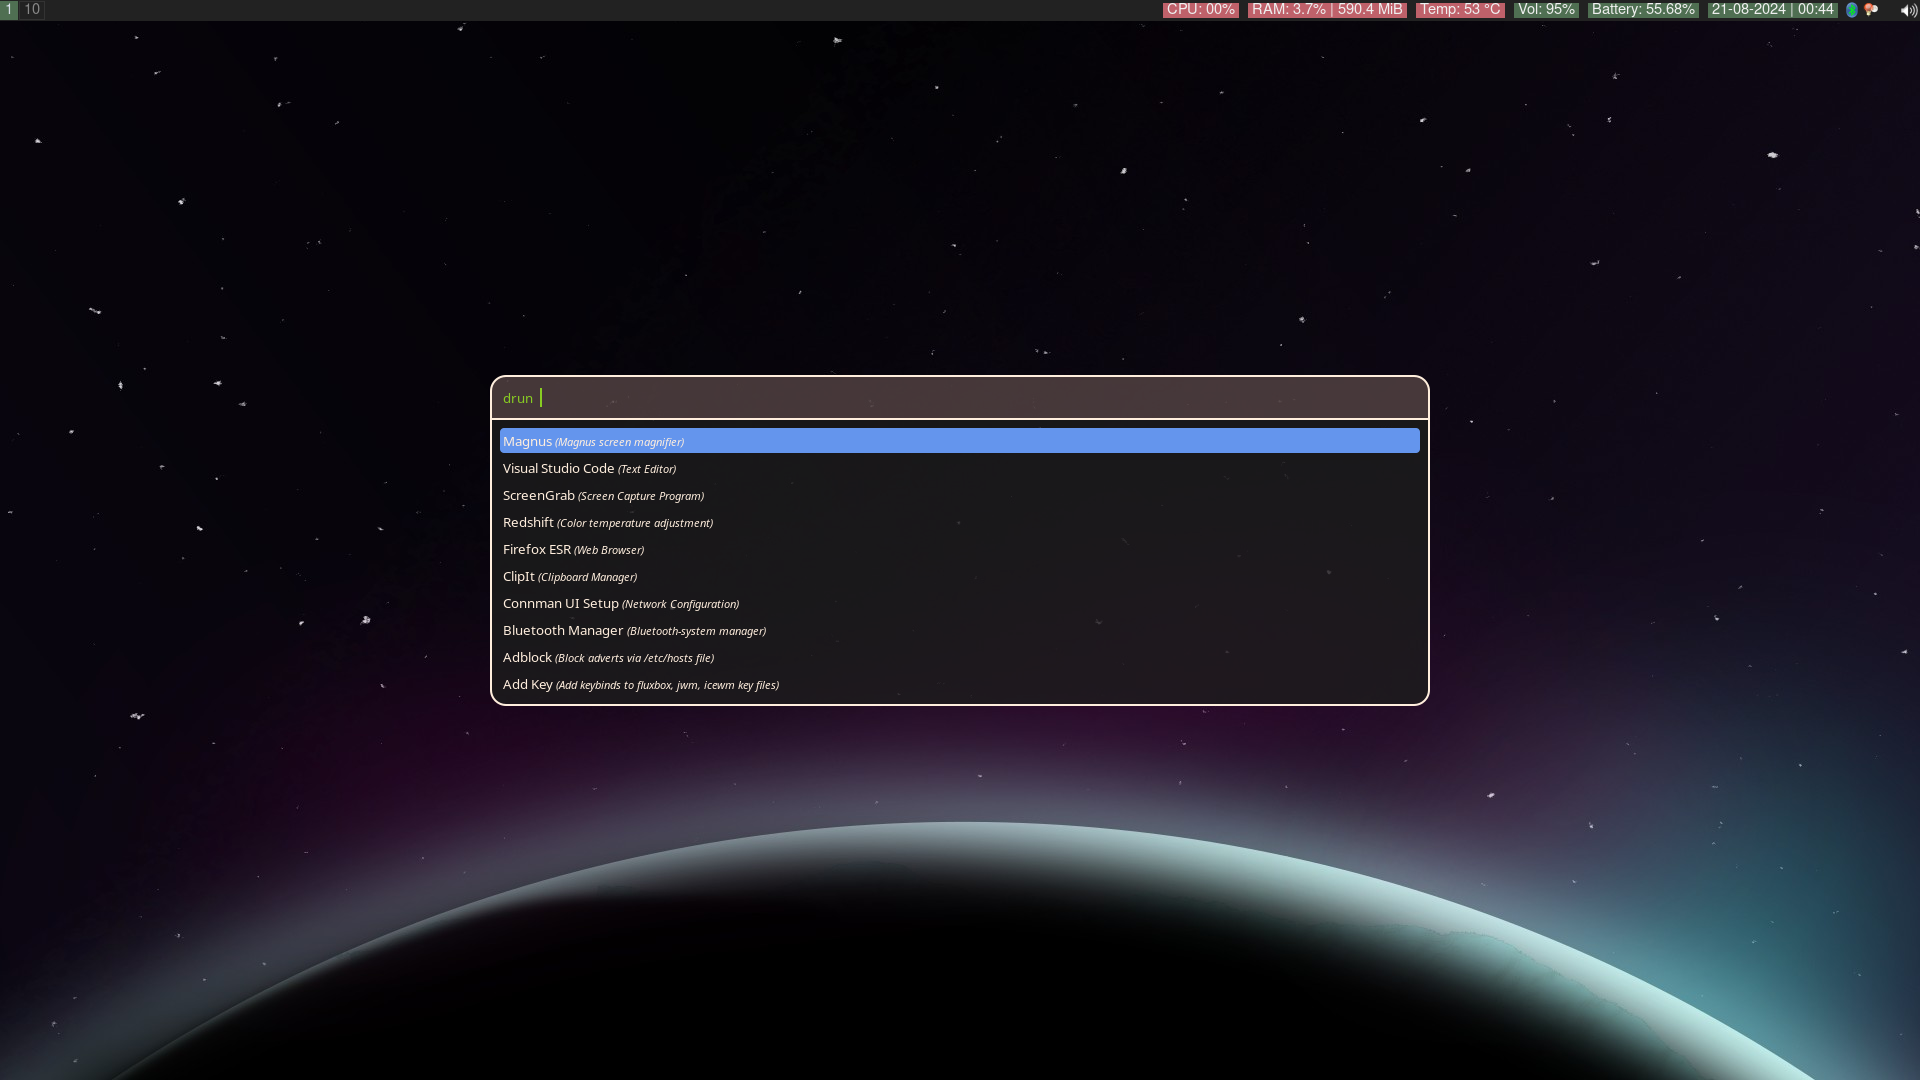 1 10 CPU: 00% RAM: 3.7% | 590.4 MiB Temp: 53 °C Vol: 95% Battery: 55.68% 21-08-2024 | 00:44
drun
Magnus (Magnus screen magnifier)
Visual Studio Code (Text Editor)
ScreenGrab (Screen Capture Program)
Redshift (Color temperature adjustment)
Firefox ESR (Web Browser)
ClipIt (Clipboard Manager)
Connman UI Setup (Network Configuration)
Bluetooth Manager (Bluetooth-system manager)
Adblock (Block adverts via /etc/hosts file)
Add Key (Add keybinds to fluxbox, jwm, icewm key files)